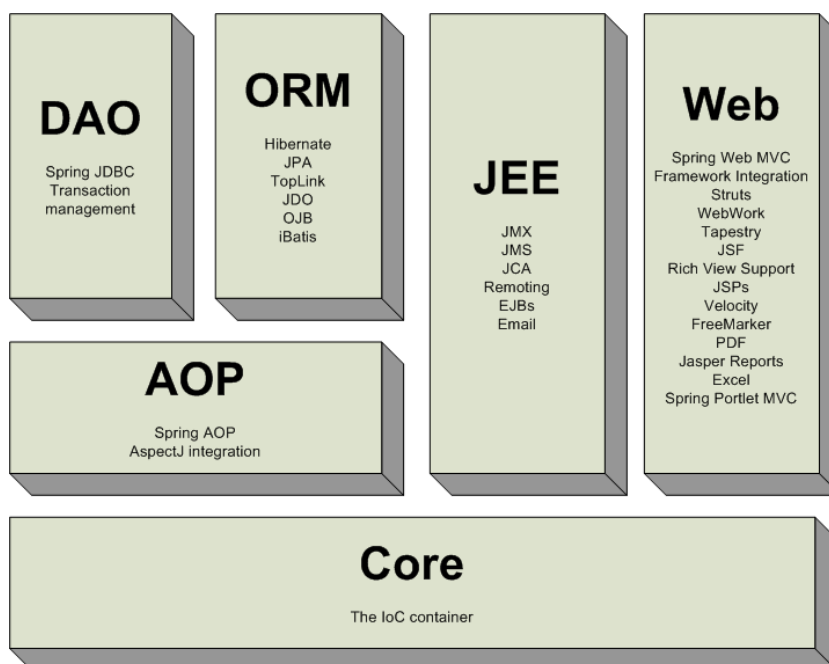 DAO
Spring JDBC
Transaction
management
ORM
Hibernate
JPA
TopLink
JDO
OJB
iBatis
JEE
JMX
JMS
JCA
Remoting
EJBs
Email
Web
Spring Web MVC
Framework Integration
Struts
WebWork
Tapestry
JSF
Rich View Support
JSPs
Velocity
FreeMarker
PDF
Jasper Reports
Excel
Spring Portlet MVC
AOP
Spring AOP
AspectJ integration
Core
The IoC container